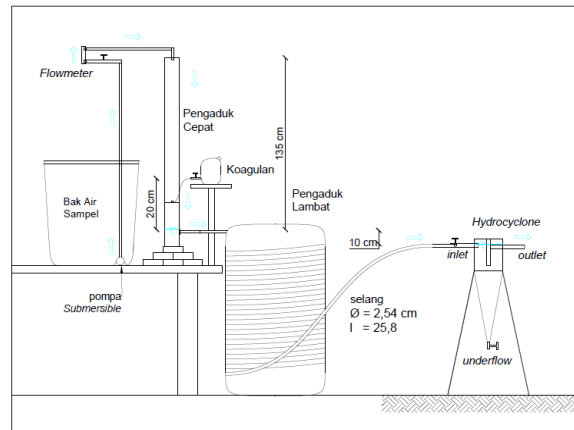 Flowmeter
Pengaduk
Cepat
Koagulan
135 cm
20 cm
Bak Air
Sampel
Pengaduk
Lambat
Hydrocyclone
10 cm
inlet
outlet
pompa
Submersible
selang
Ø = 2,54 cm
l = 25,8
underflow